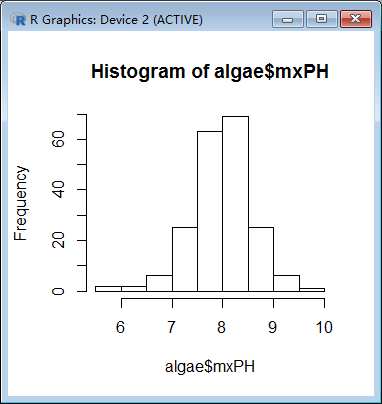 R Graphics: Device 2 (ACTIVE)
Histogram of algae$mxPH
Frequency
60
40
20
0
6 7 8 9 10
algae$mxPH